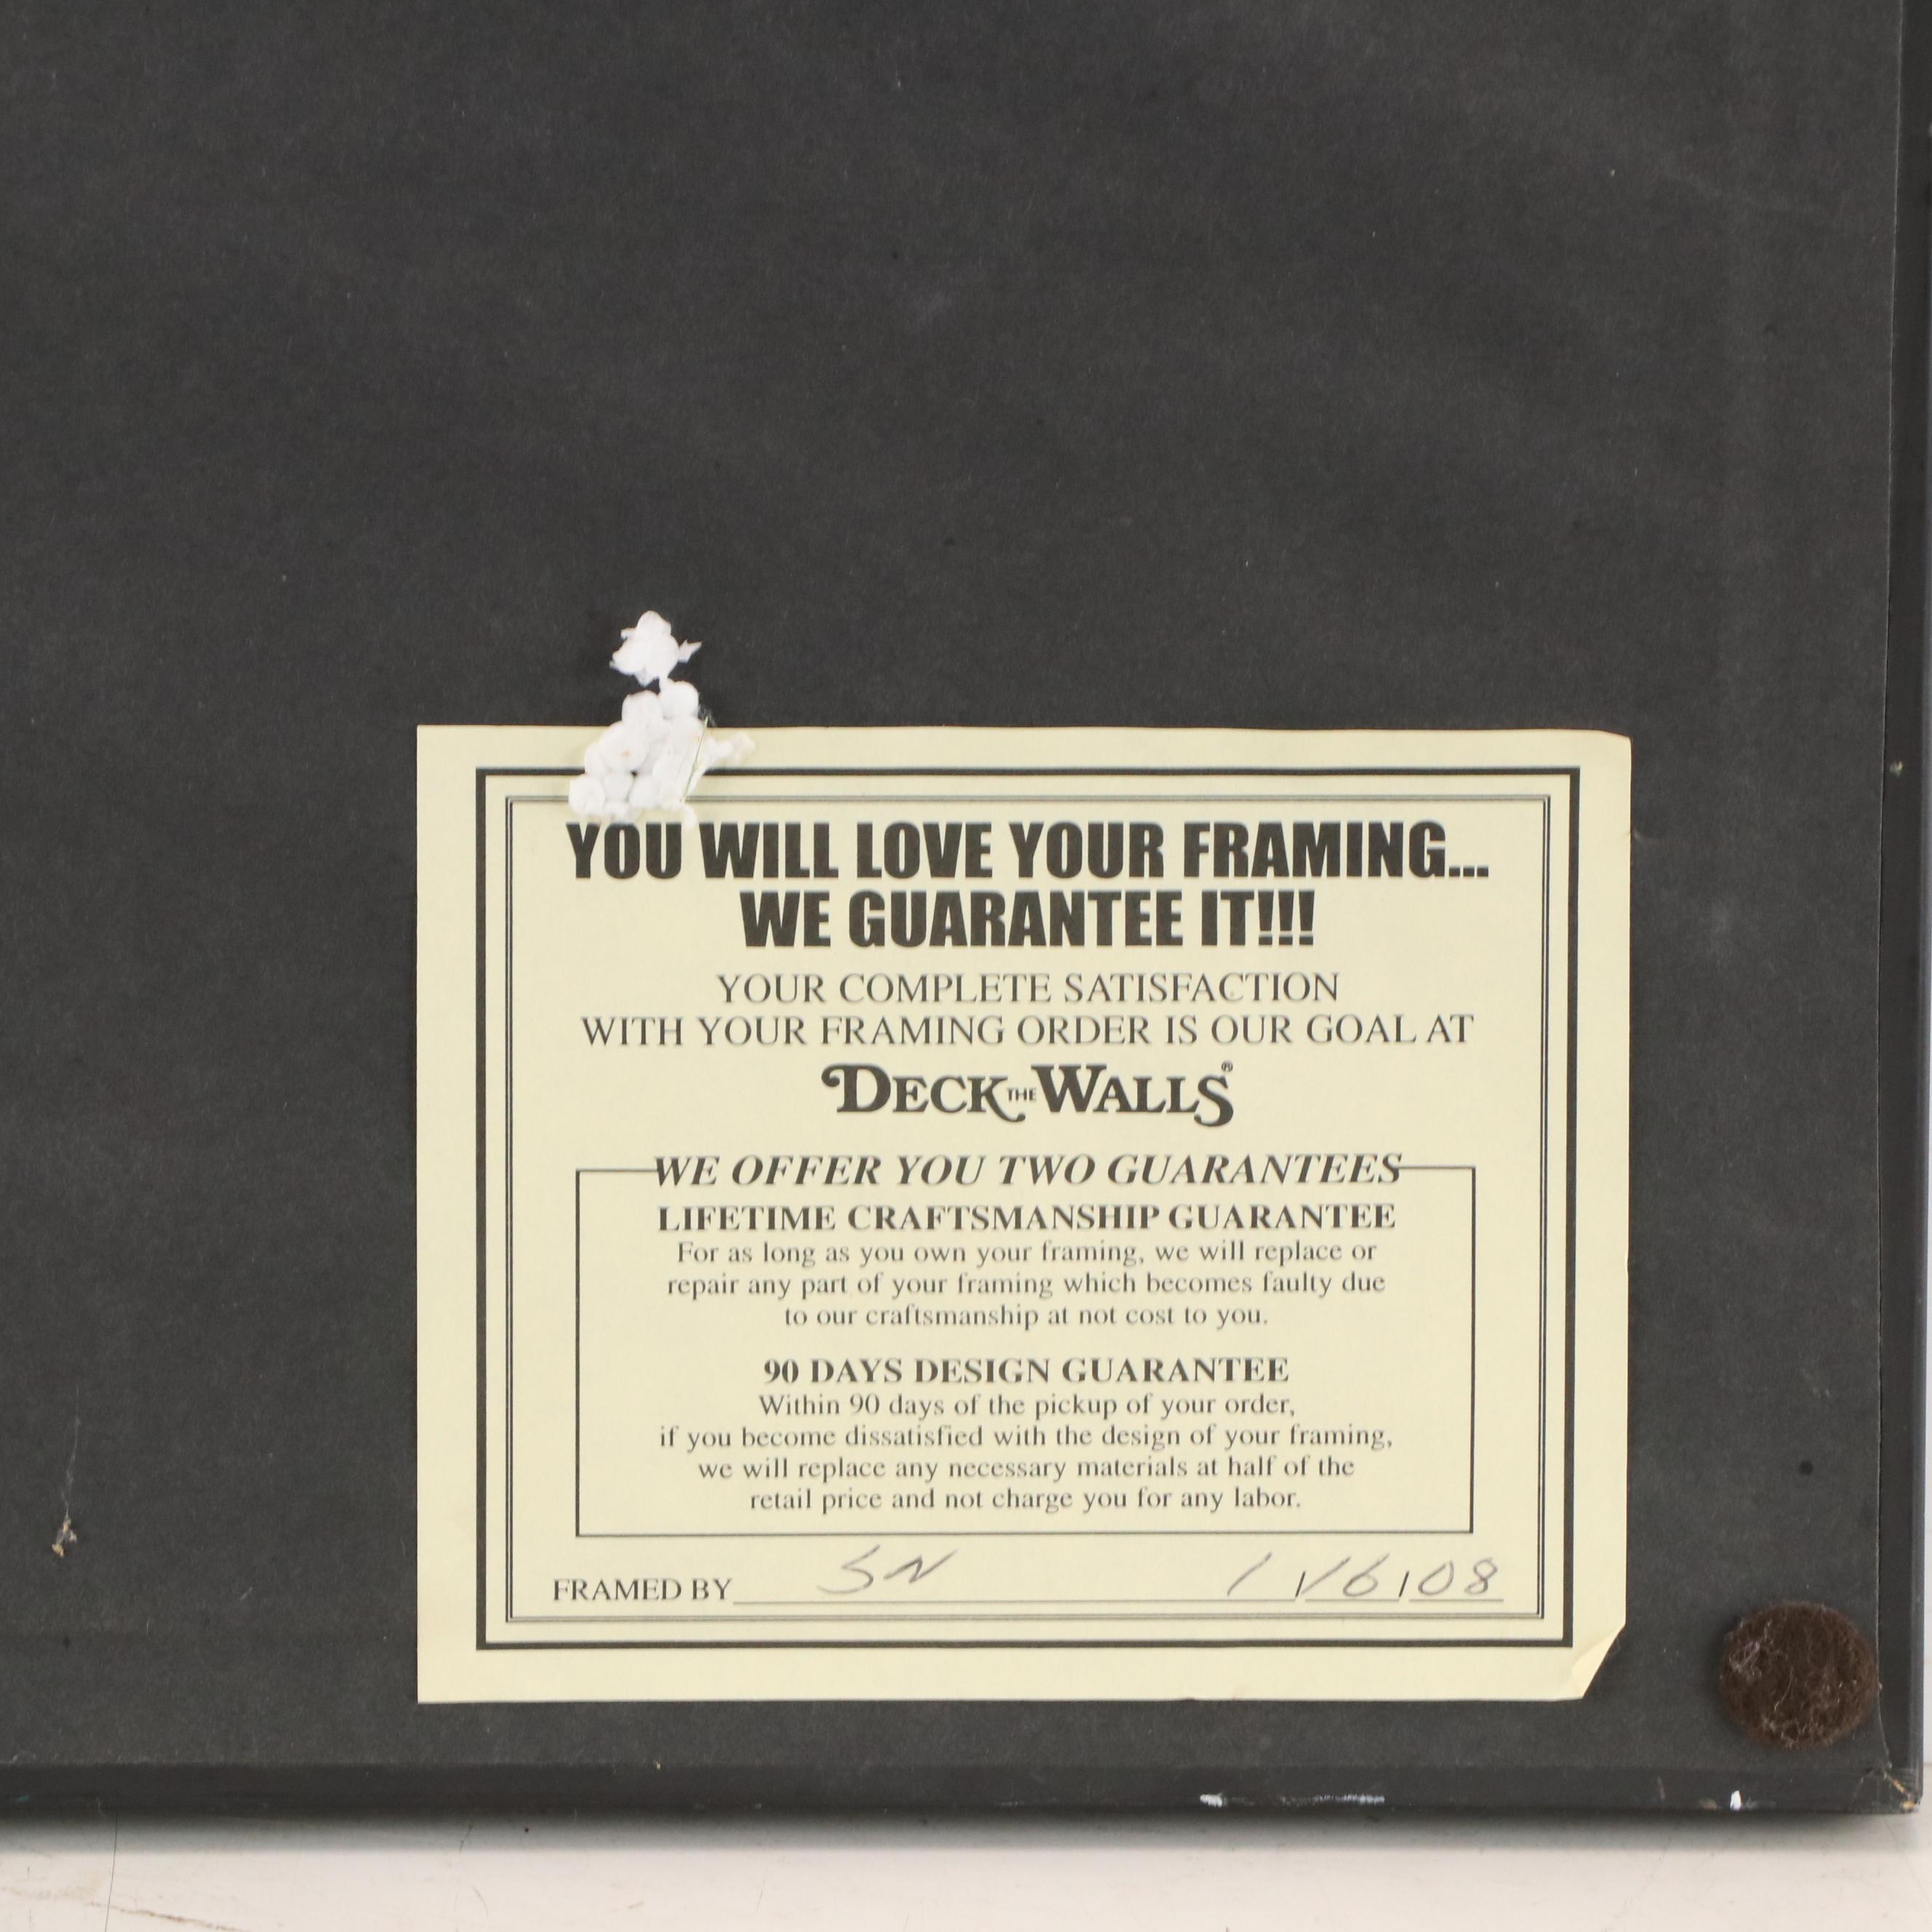 YOU WILL LOVE YOUR FRAMING...
WE GUARANTEE IT!!!
YOUR COMPLETE SATISFACTION
WITH YOUR FRAMING ORDER IS OUR GOAL AT
DECK THE WALLS®
WE OFFER YOU TWO GUARANTEES
LIFETIME CRAFTSMANSHIP GUARANTEE
For as long as you own your framing, we will replace or
repair any part of your framing which becomes faulty due
to our craftsmanship at not cost to you.
90 DAYS DESIGN GUARANTEE
Within 90 days of the pickup of your order,
if you become dissatisfied with the design of your framing,
we will replace any necessary materials at half of the
retail price and not charge you for any labor.
FRAMED BY SN 1/16/08